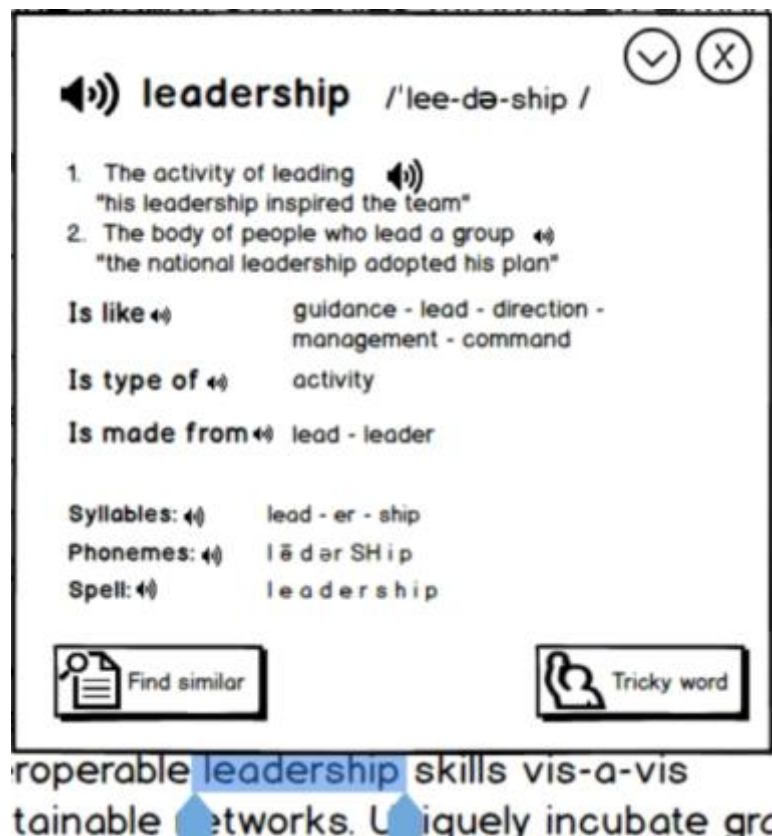 leadership /'lee-də-ship /
1. The activity of leading
"his leadership inspired the team"
2. The body of people who lead a group
"the national leadership adopted his plan"
Is like guidance - lead - direction -
management - command
Is type of activity
Is made from lead - leader
Syllables: lead - er - ship
Phonemes: l ē d ər SH i p
Spell: l e a d e r s h i p
Find similar
Tricky word
leadership skills vis-a-vis
incubate